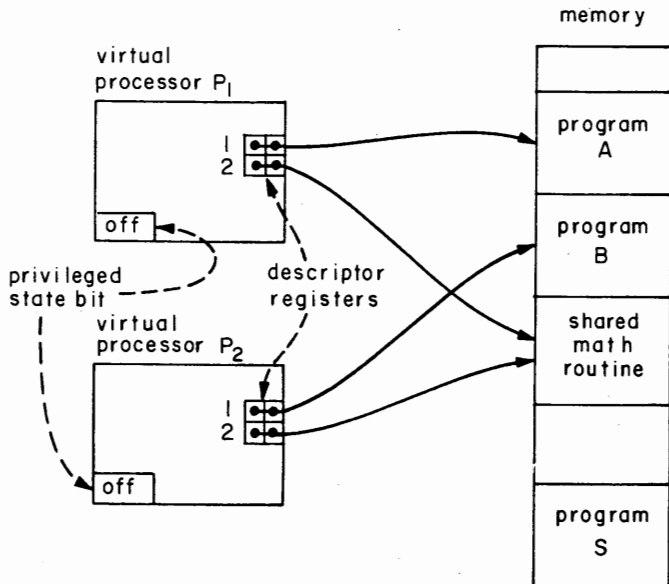 memory
virtual
processor P1
1
2
program
A
off
program
B
privileged
state bit
descriptor
registers
virtual
processor P2
shared
math
routine
1
2
off
program
S